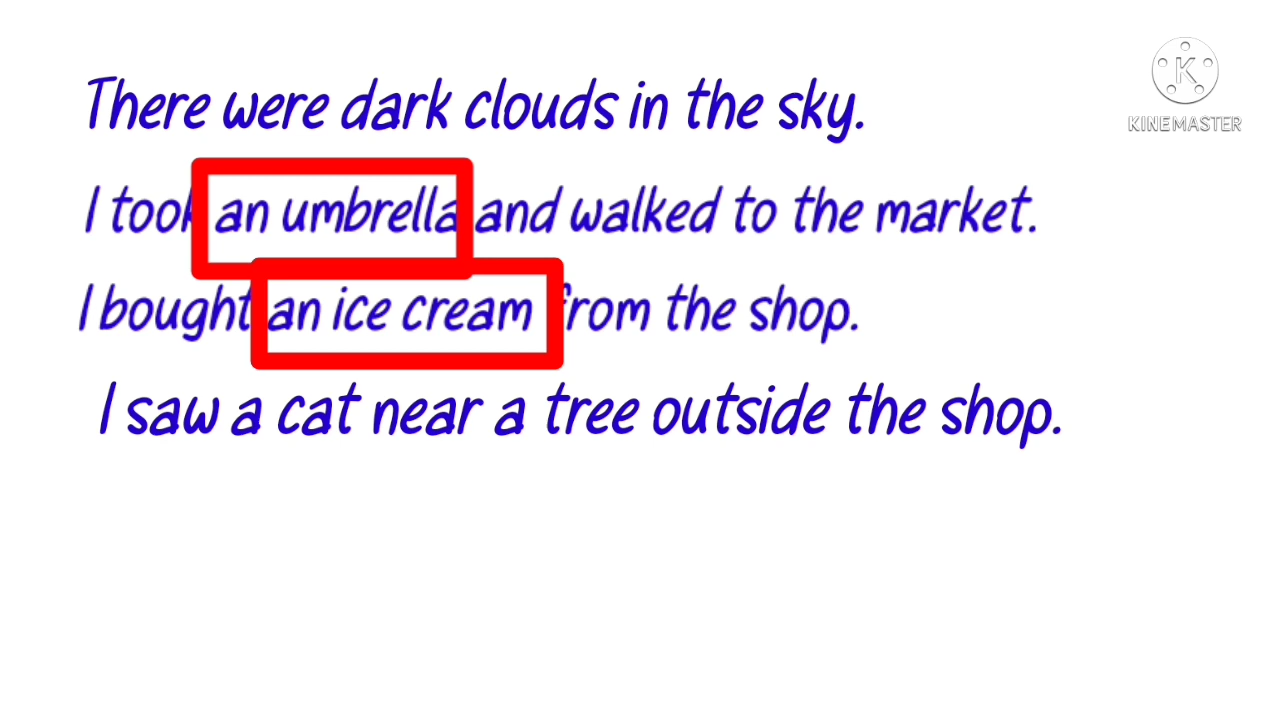 There were dark clouds in the sky.
KINEMASTER
I took an umbrella and walked to the market.
I bought an ice cream from the shop.
I saw a cat near a tree outside the shop.